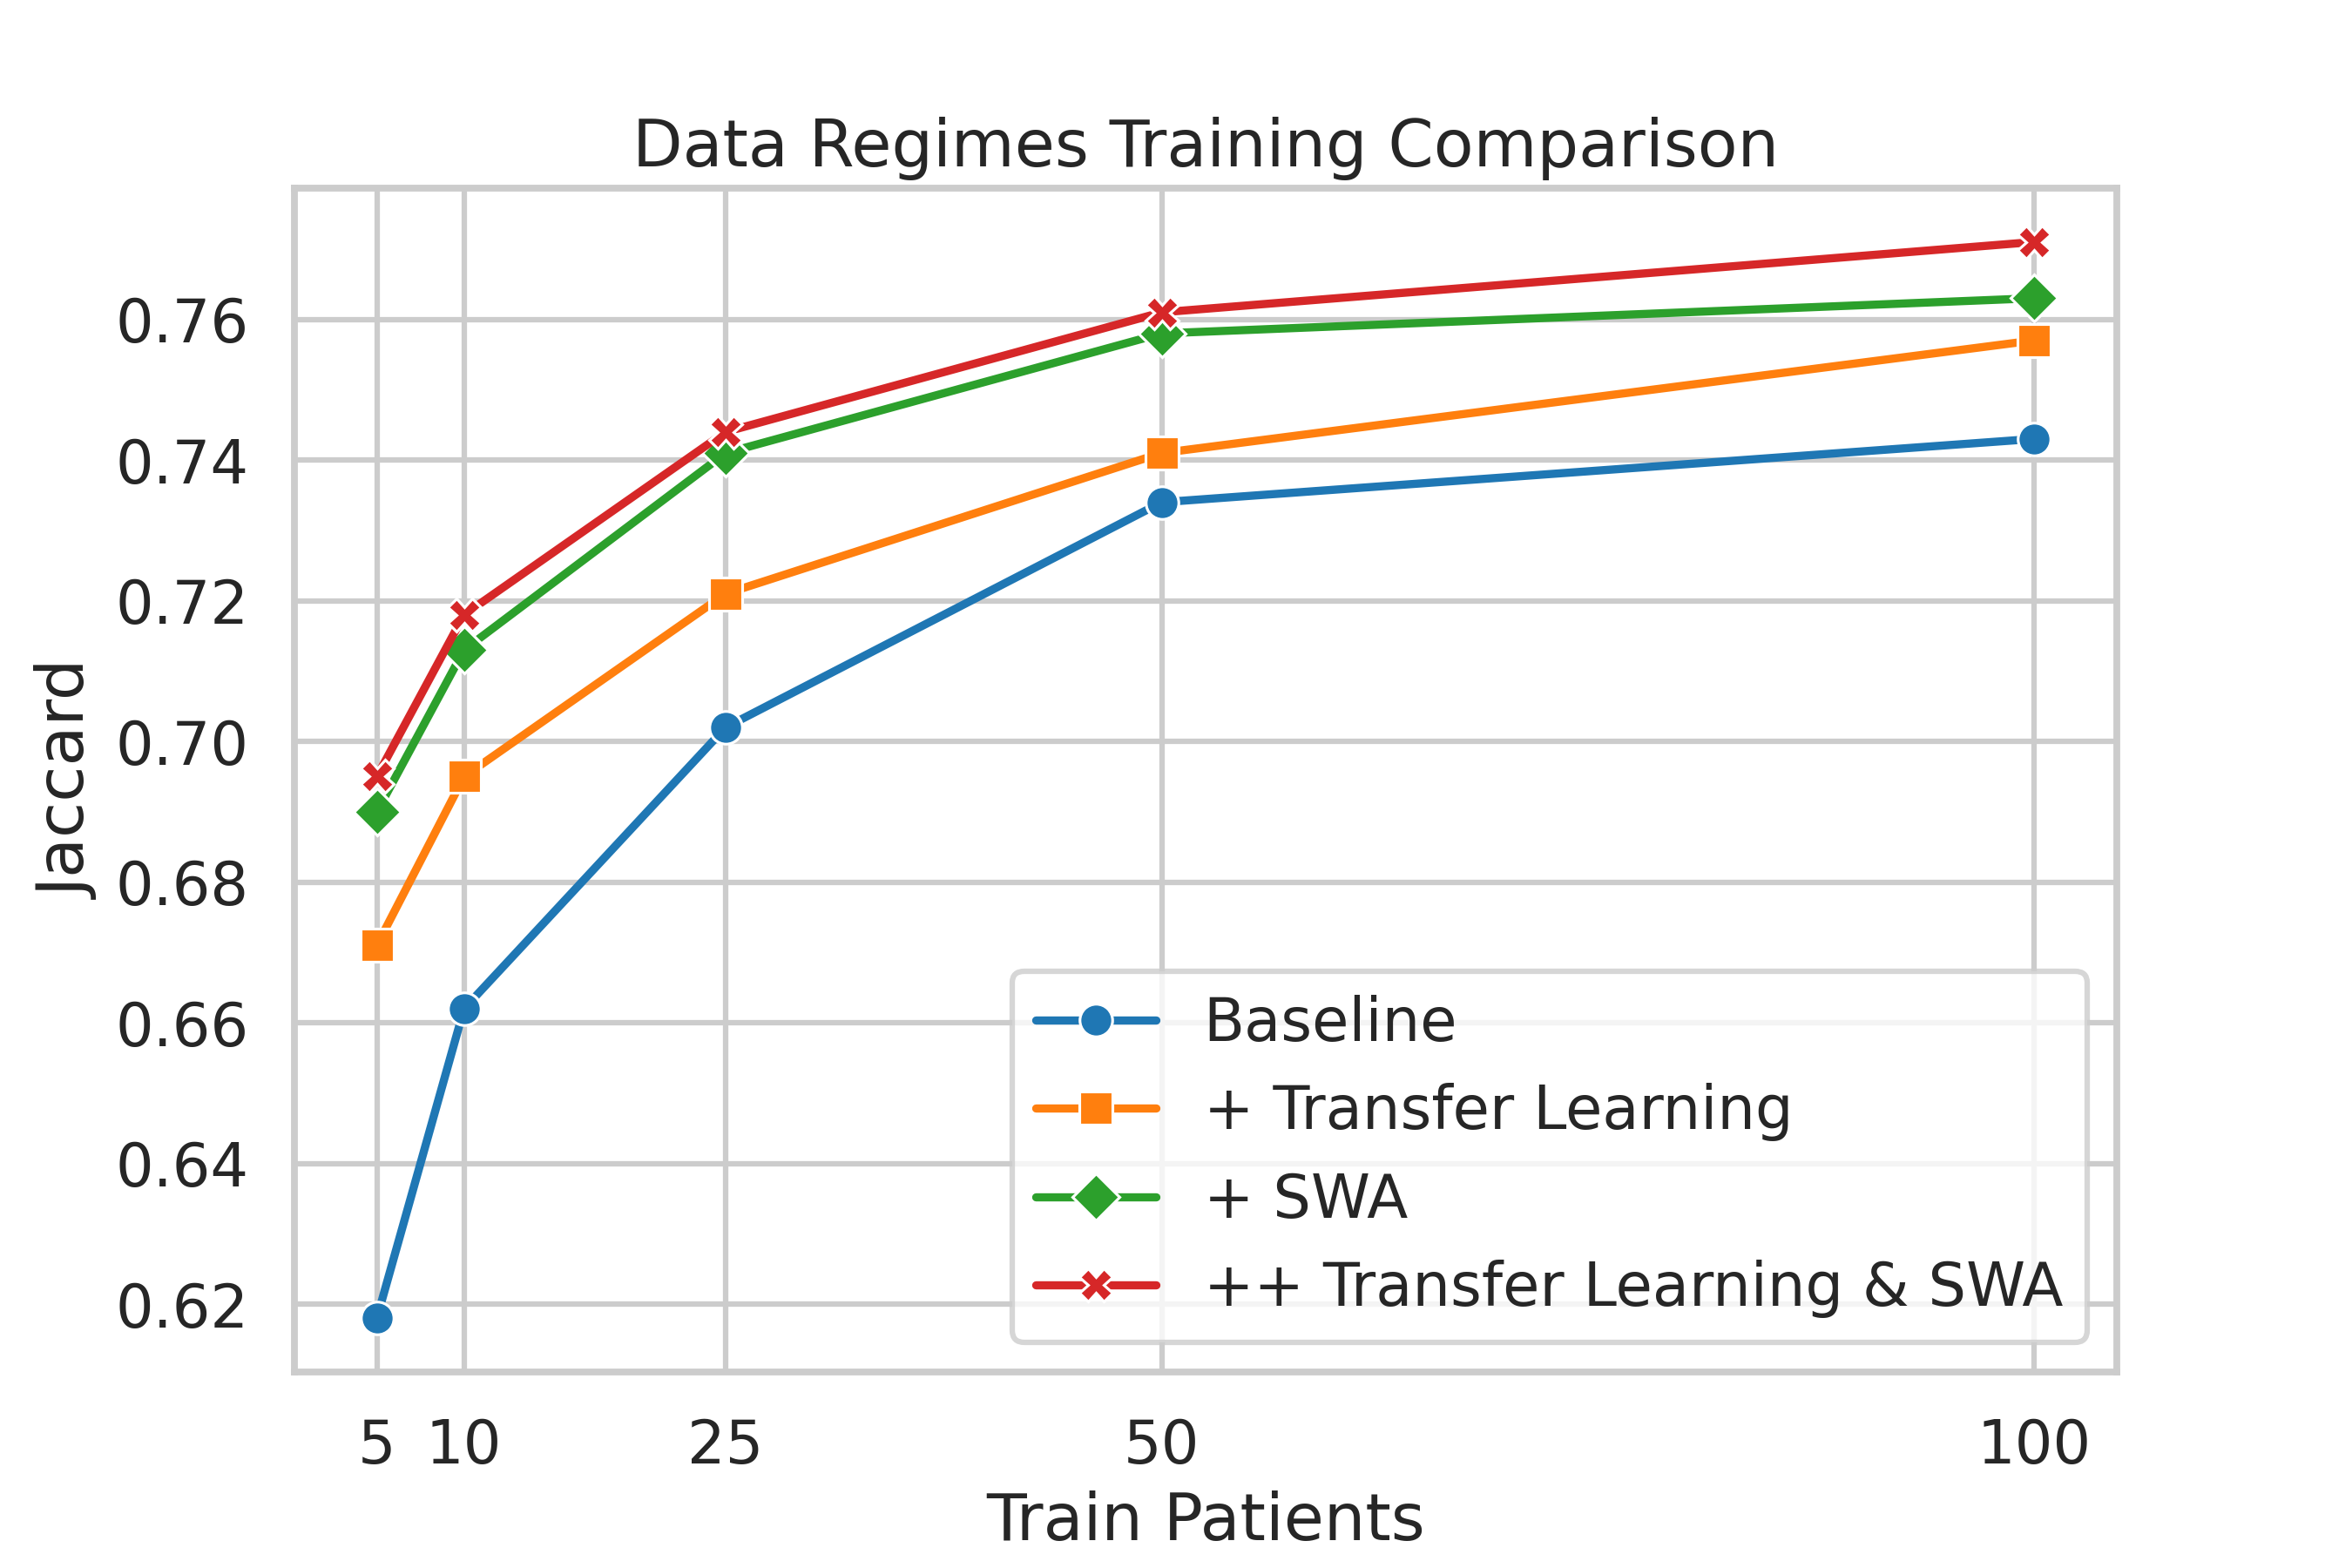 Data Regimes Training Comparison
Jaccard
0.76
0.74
0.72
0.70
0.68
0.66
0.64
0.62
Baseline
+ Transfer Learning
+ SWA
++ Transfer Learning & SWA
5 10 25 50 100
Train Patients